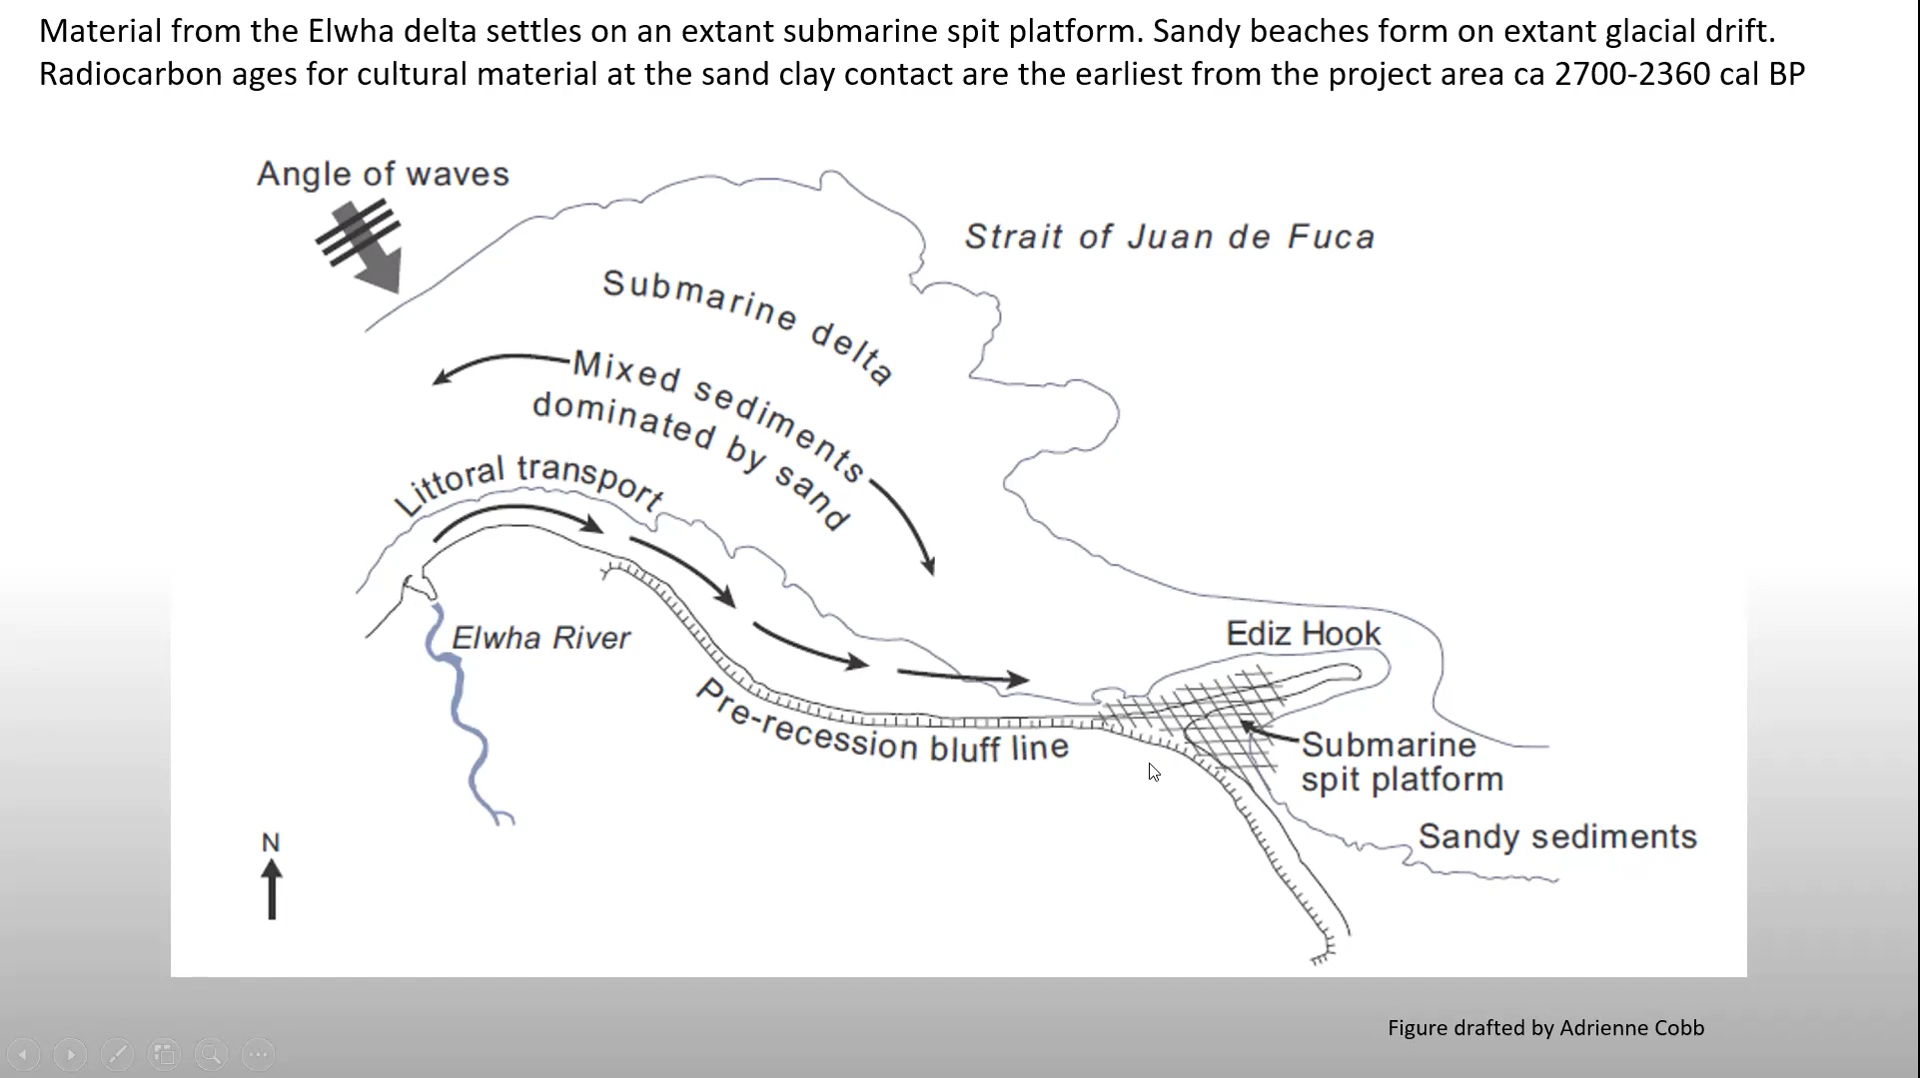 Material from the Elwha delta settles on an extant submarine spit platform. Sandy beaches form on extant glacial drift.
Radiocarbon ages for cultural material at the sand clay contact are the earliest from the project area ca 2700-2360 cal BP
Angle of waves
Strait of Juan de Fuca
Submarine delta
Mixed sediments
dominated by sand
Littoral transport
Elwha River
Ediz Hook
Pre-recession bluff line
Submarine
spit platform
Sandy sediments
N
Figure drafted by Adrienne Cobb